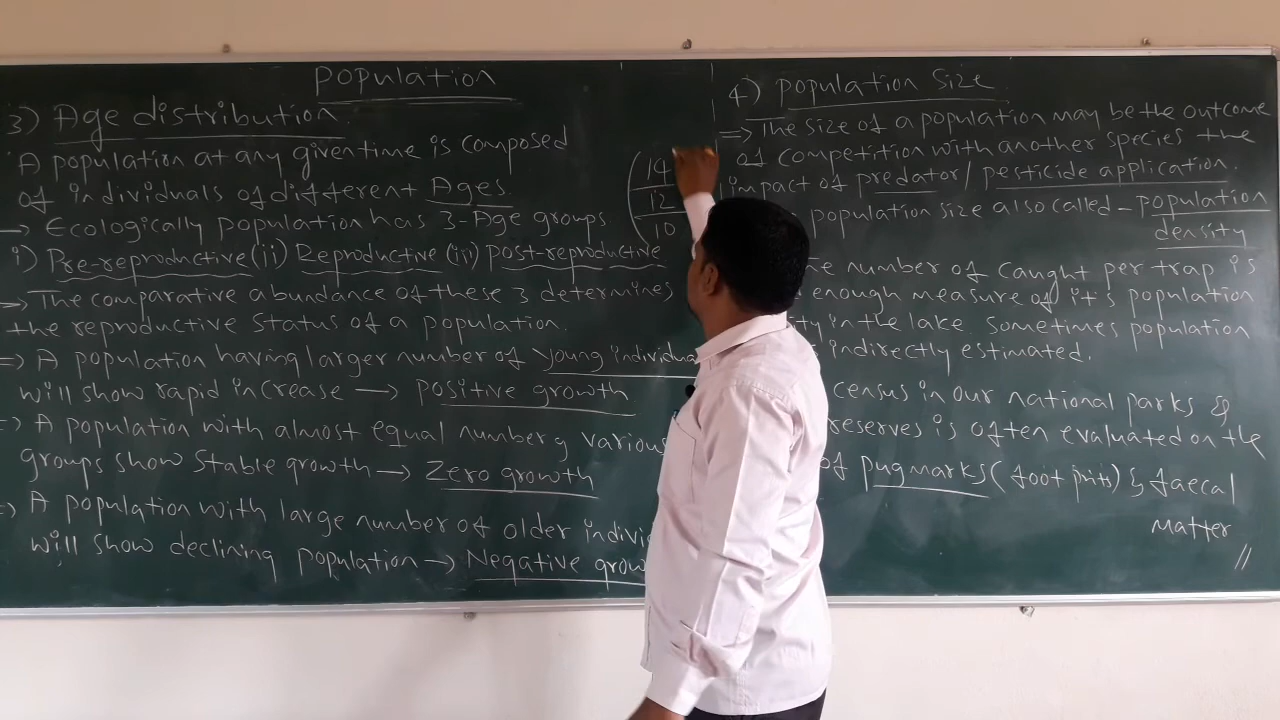 Population
3) Age distribution.
A population at any given time is composed
of individuals of different Ages.
→ Ecologically population has 3-Age groups
i) Pre-reproductive (ii) Reproductive (iii) post-reproductive
→ The comparative abundance of these 3 determines
the reproductive status of a population.
⇒ A population having larger number of young individua
will show rapid increase → positive growth
⇒ A population with almost equal number of various
groups show stable growth → Zero growth
⇒ A population with large number of older indivi
will show declining population → Negative grow
14
12
10
4) population size
⇒ The size of a population may be the outcome
of competition with another species the
impact of predator / pesticide application.
population size also called - population
density
number of caught per trap is
enough measure of it's population
in the lake. Sometimes population
indirectly estimated.
census in our national parks &
reserves is often evaluated on the
of pugmarks (foot prints) & faecal
matter